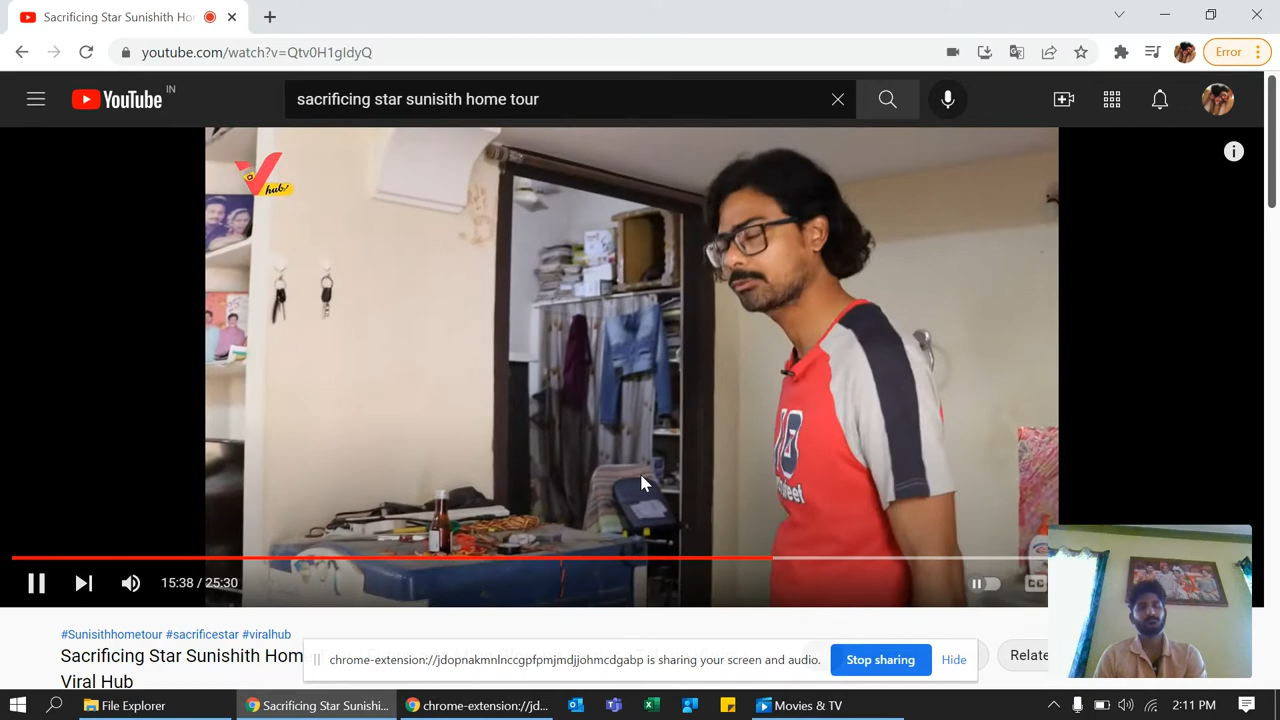 Sacrificing Star Sunishith Ho
youtube.com/watch?v=Qtv0H1gIdyQ
Error
YouTube IN
sacrificing star sunisith home tour
V
hub!
15:38 / 25:30
#Sunisithhometour #sacrificestar #viralhub
Sacrificing Star Sunishith Hom
Viral Hub
chrome-extension://jdopnakmnlnccgpfpmjmdjjohmcdgabp is sharing your screen and audio.
Stop sharing
Hide
Relate
File Explorer
Sacrificing Star Sunishi...
chrome-extension://jd...
Movies & TV
2:11 PM